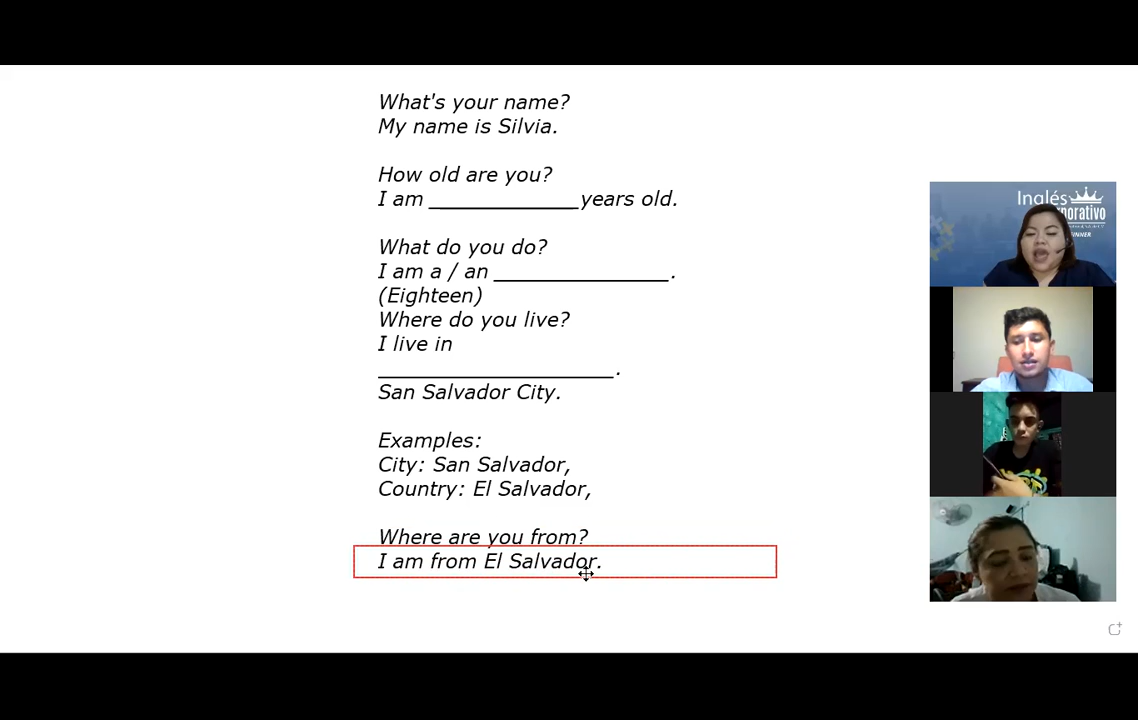 What's your name?
My name is Silvia.
How old are you?
I am ______________years old.
What do you do?
I am a / an ________________.
(Eighteen)
Where do you live?
I live in
______________________.
San Salvador City.
Examples:
City: San Salvador,
Country: El Salvador,
Where are you from?
I am from El Salvador.
Inglés